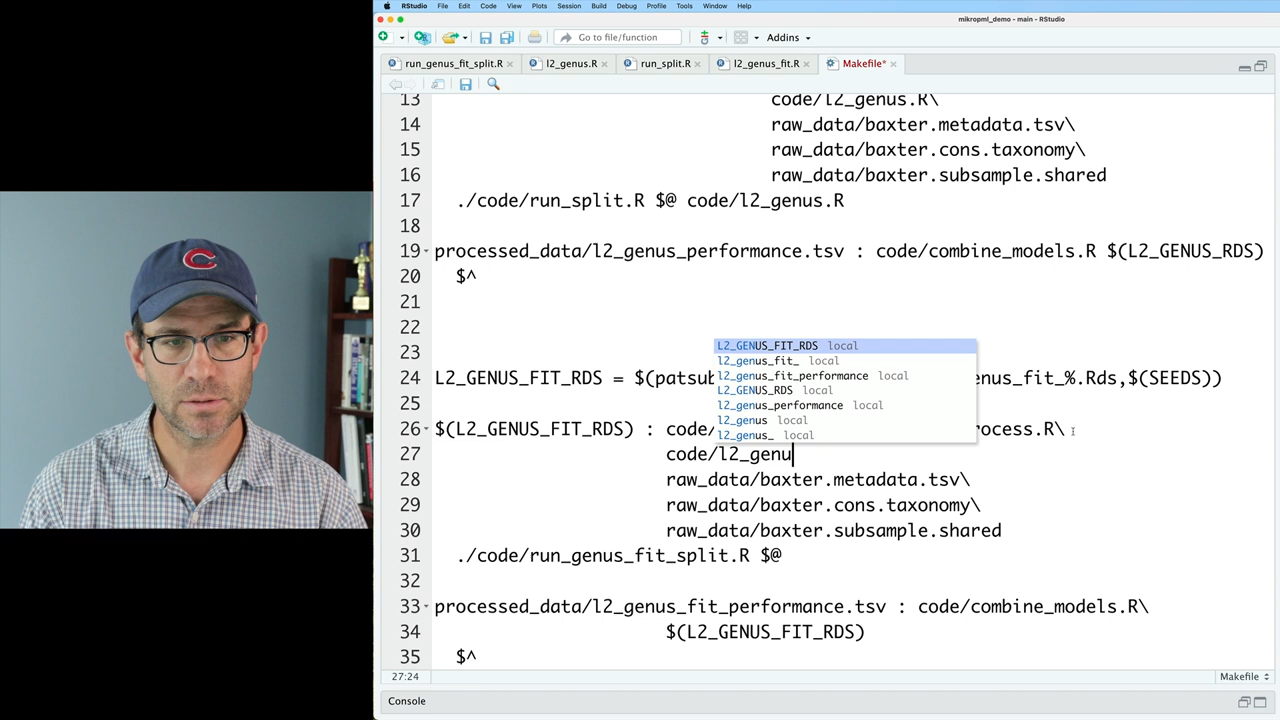 RStudio File Edit Code View Plots Session Build Debug Profile Tools Window Help
mikropml_demo - main - RStudio
Go to file/function Addins
run_genus_fit_split.R l2_genus.R run_split.R l2_genus_fit.R Makefile*
13 code/l2_genus.R\
14 raw_data/baxter.metadata.tsv\
15 raw_data/baxter.cons.taxonomy\
16 raw_data/baxter.subsample.shared
17 ./code/run_split.R $@ code/l2_genus.R
18
19 processed_data/l2_genus_performance.tsv : code/combine_models.R $(L2_GENUS_RDS)
20 $^
21
22
23
L2_GENUS_FIT_RDS local
l2_genus_fit_ local
l2_genus_fit_performance local
L2_GENUS_RDS local
l2_genus_performance local
l2_genus local
l2_genus_ local
24 L2_GENUS_FIT_RDS = $(patsub enus_fit_%.Rds,$(SEEDS))
25
26 $(L2_GENUS_FIT_RDS) : code/ rocess.R\
27 code/l2_genu
28 raw_data/baxter.metadata.tsv\
29 raw_data/baxter.cons.taxonomy\
30 raw_data/baxter.subsample.shared
31 ./code/run_genus_fit_split.R $@
32
33 processed_data/l2_genus_fit_performance.tsv : code/combine_models.R\
34 $(L2_GENUS_FIT_RDS)
35 $^
27:24 Makefile
Console